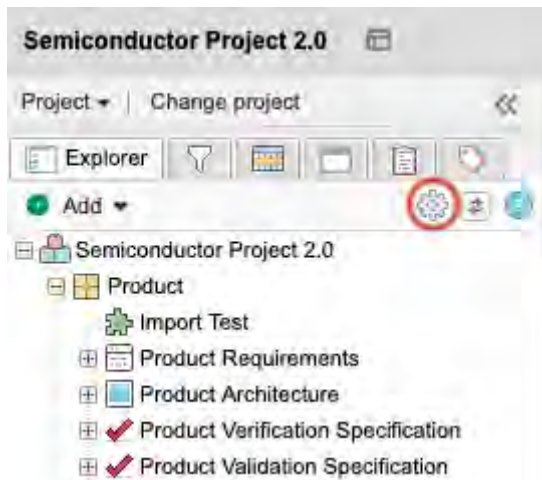 Semiconductor Project 2.0
Project | Change project
Explorer
Add
Semiconductor Project 2.0
Product
Import Test
Product Requirements
Product Architecture
Product Verification Specification
Product Validation Specification